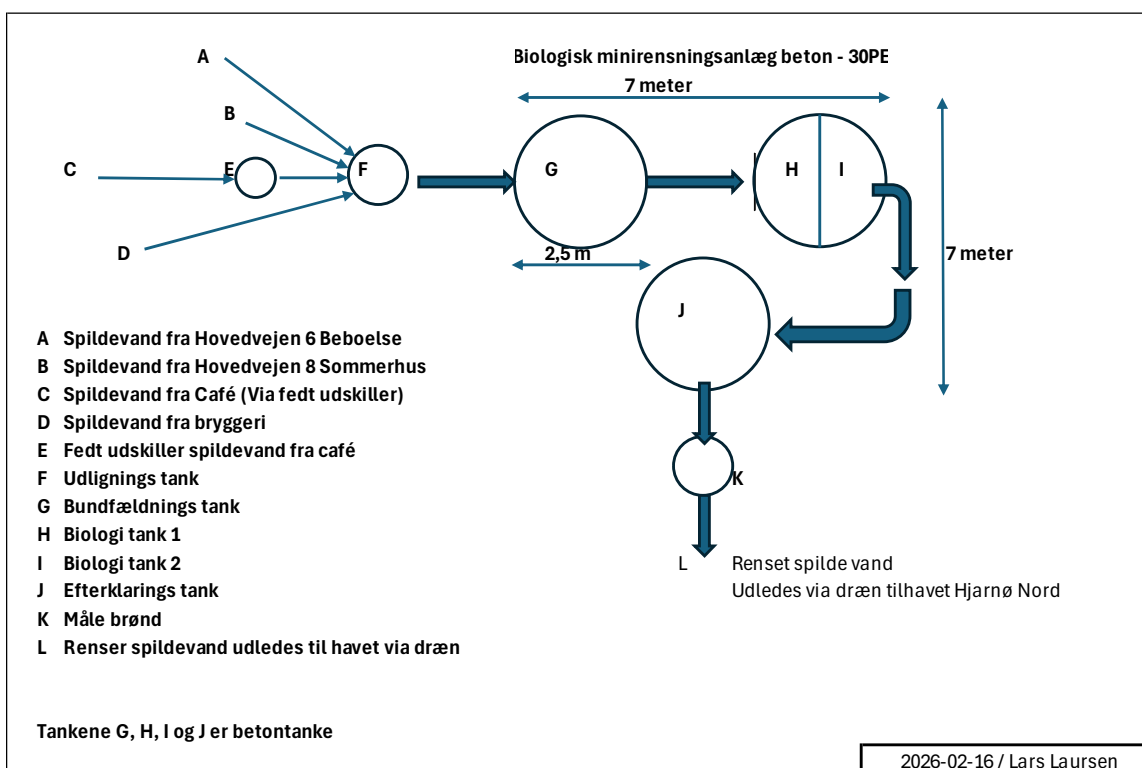 A
Biologisk minirensningsanlæg beton - 30PE
7 meter
B
C
E
F
G
H
I
D
2,5 m
7 meter
J
A Spildevand fra Hovedvejen 6 Beboelse
B Spildevand fra Hovedvejen 8 Sommerhus
C Spildevand fra Café (Via fedt udskiller)
D Spildevand fra bryggeri
E Fedt udskiller spildevand fra café
F Udlignings tank
G Bundfældnings tank
H Biologi tank 1
I Biologi tank 2
J Efterklarings tank
K Måle brønd
L Renser spildevand udledes til havet via dræn
K
L Renset spilde vand
Udledes via dræn tilhavet Hjarnø Nord
Tankene G, H, I og J er betontanke
2026-02-16 / Lars Laursen